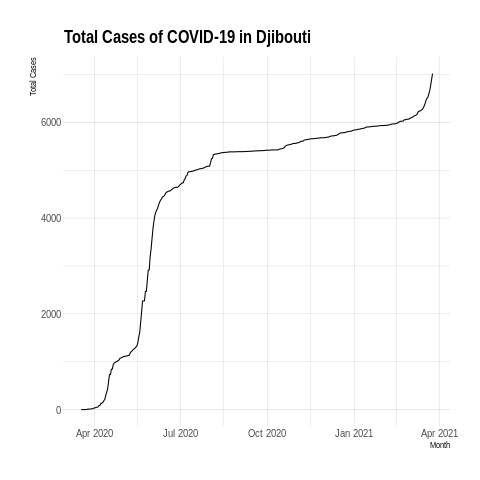 Total Cases of COVID-19 in Djibouti
Total Cases
6000
4000
2000
0
Apr 2020 Jul 2020 Oct 2020 Jan 2021 Apr 2021
Month